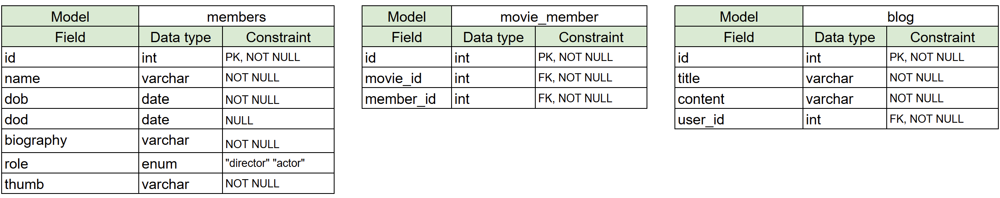 Model members
Field Data type Constraint
id int PK, NOT NULL
name varchar NOT NULL
dob date NOT NULL
dod date NULL
biography varchar NOT NULL
role enum "director" "actor"
thumb varchar NOT NULL
Model movie_member
Field Data type Constraint
id int PK, NOT NULL
movie_id int FK, NOT NULL
member_id int FK, NOT NULL
Model blog
Field Data type Constraint
id int PK, NOT NULL
title varchar NOT NULL
content varchar NOT NULL
user_id int FK, NOT NULL